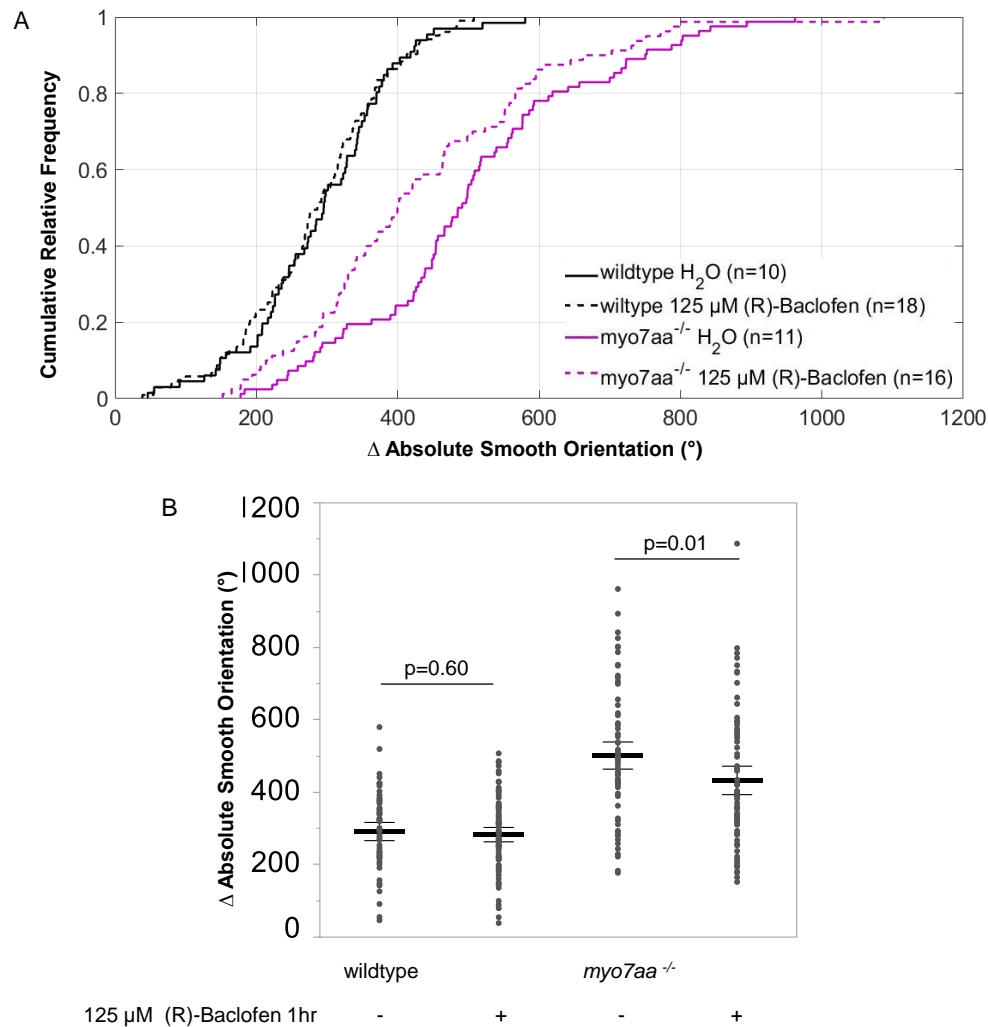 A
Cumulative Relative Frequency
1
0.8
0.6
0.4
0.2
0
200
400
600
800
1000
1200
Δ Absolute Smooth Orientation (°)
wildtype H₂O (n=10)
wiltype 125 µM (R)-Baclofen (n=18)
myo7aa⁻/⁻ H₂O (n=11)
myo7aa⁻/⁻ 125 µM (R)-Baclofen (n=16)
B
Δ Absolute Smooth Orientation (°)
1200
1000
800
600
400
200
0
p=0.60
p=0.01
wildtype
myo7aa ⁻/⁻
125 µM (R)-Baclofen 1hr - + - +